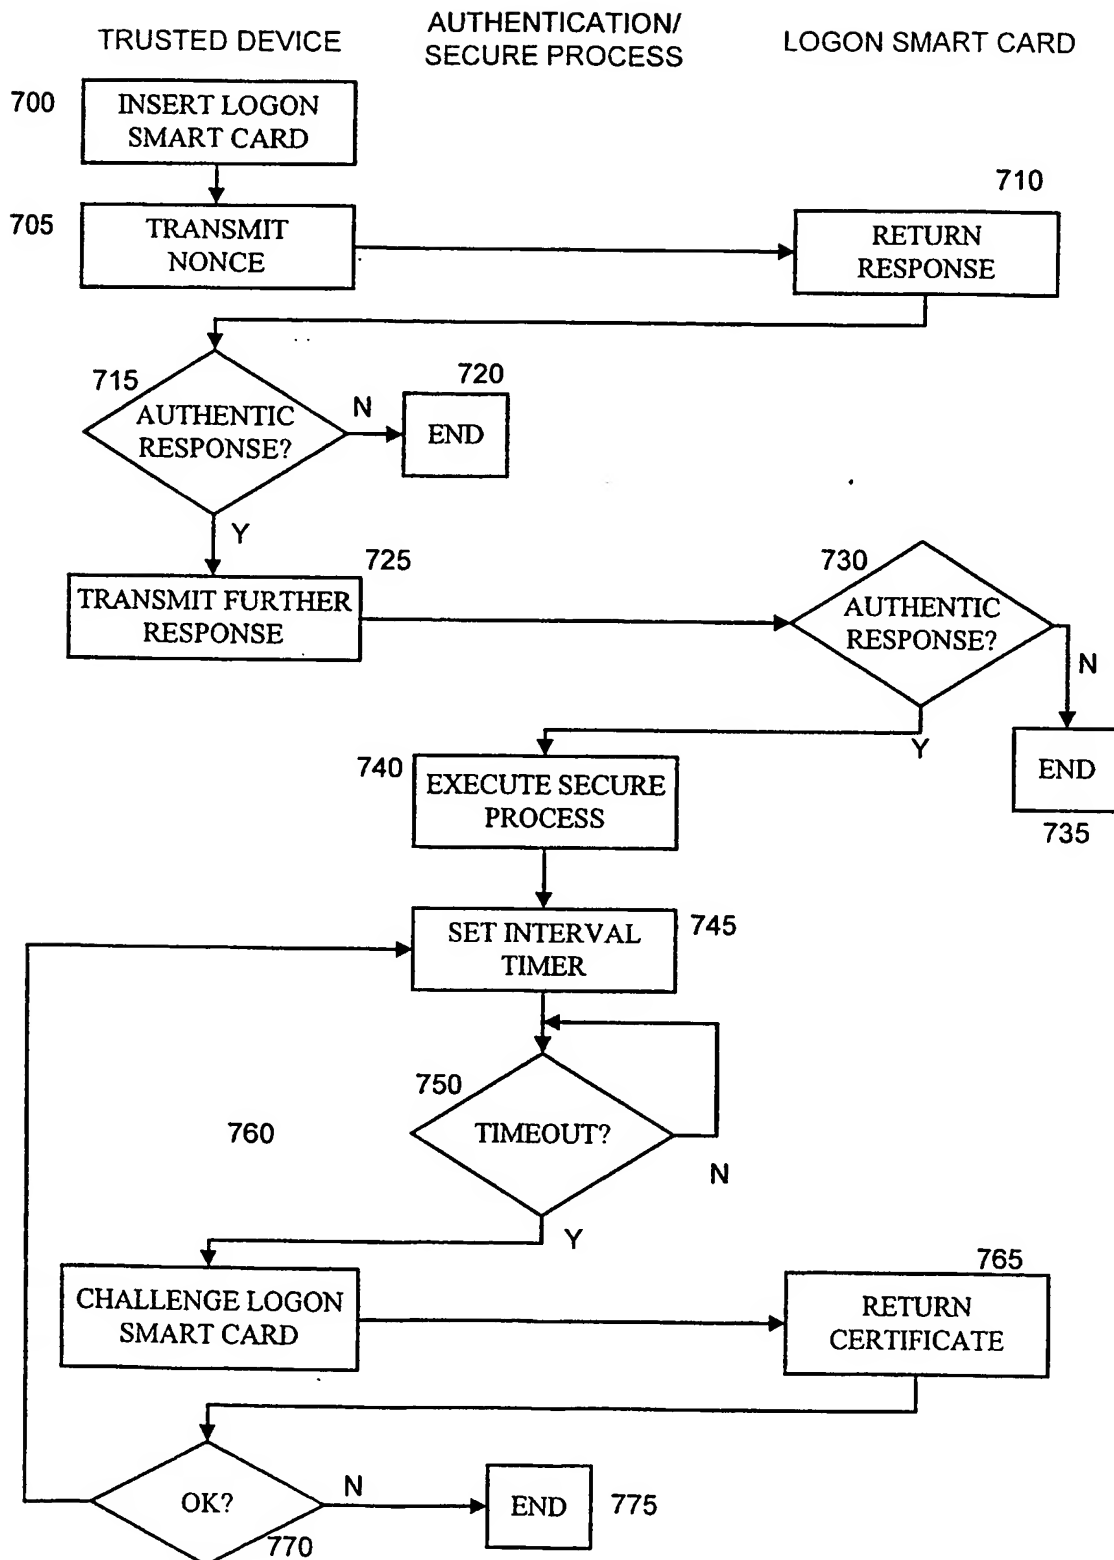 TRUSTED DEVICE
AUTHENTICATION/
SECURE PROCESS
LOGON SMART CARD
700
INSERT LOGON
SMART CARD
705
TRANSMIT
NONCE
710
RETURN
RESPONSE
715
AUTHENTIC
RESPONSE?
N
720
END
Y
725
TRANSMIT FURTHER
RESPONSE
730
AUTHENTIC
RESPONSE?
N
Y
END
735
740
EXECUTE SECURE
PROCESS
SET INTERVAL
TIMER
745
750
TIMEOUT?
N
760
Y
CHALLENGE LOGON
SMART CARD
765
RETURN
CERTIFICATE
OK?
N
END
775
770